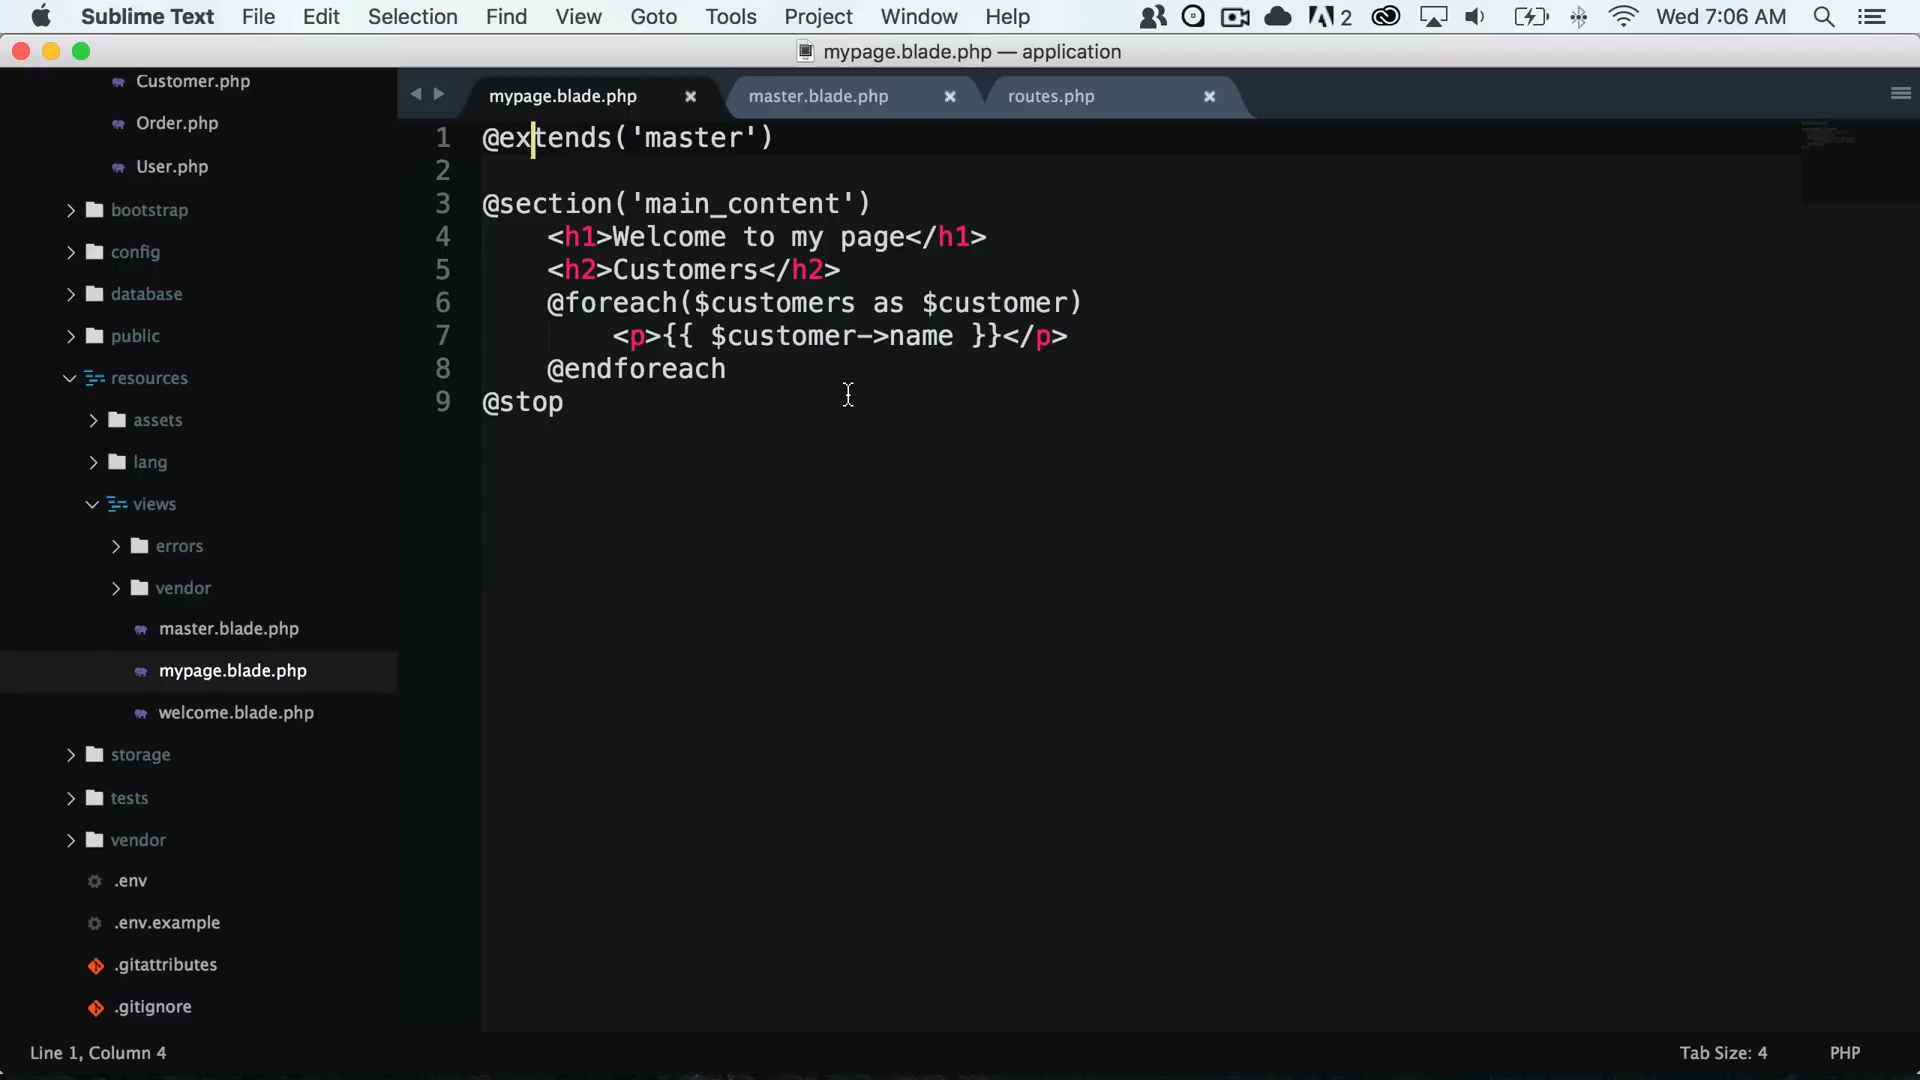 Sublime Text File Edit Selection Find View Goto Tools Project Window Help 2 Wed 7:06 AM
mypage.blade.php — application
Customer.php
Order.php
User.php
bootstrap
config
database
public
resources
assets
lang
views
errors
vendor
master.blade.php
mypage.blade.php
welcome.blade.php
storage
tests
vendor
.env
.env.example
.gitattributes
.gitignore
mypage.blade.php master.blade.php routes.php
1 @extends('master')
2
3 @section('main_content')
4 <h1>Welcome to my page</h1>
5 <h2>Customers</h2>
6 @foreach($customers as $customer)
7 <p>{{ $customer->name }}</p>
8 @endforeach
9 @stop
Line 1, Column 4 Tab Size: 4 PHP